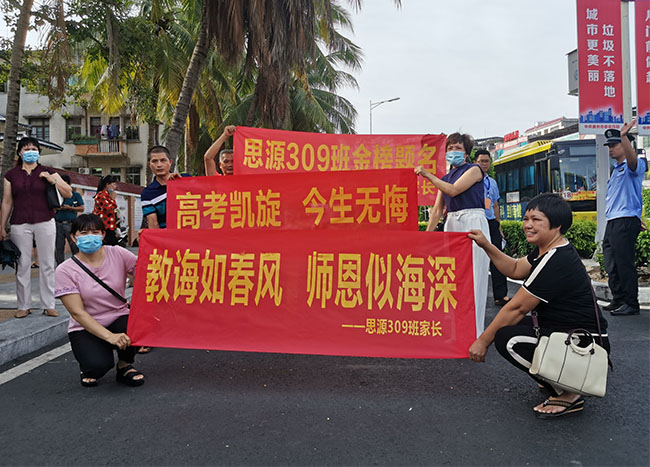 城市更美丽
垃圾不落地
思源309班金榜题名
家长
高考凯旋 今生无悔
教诲如春风 师恩似海深
——思源309班家长